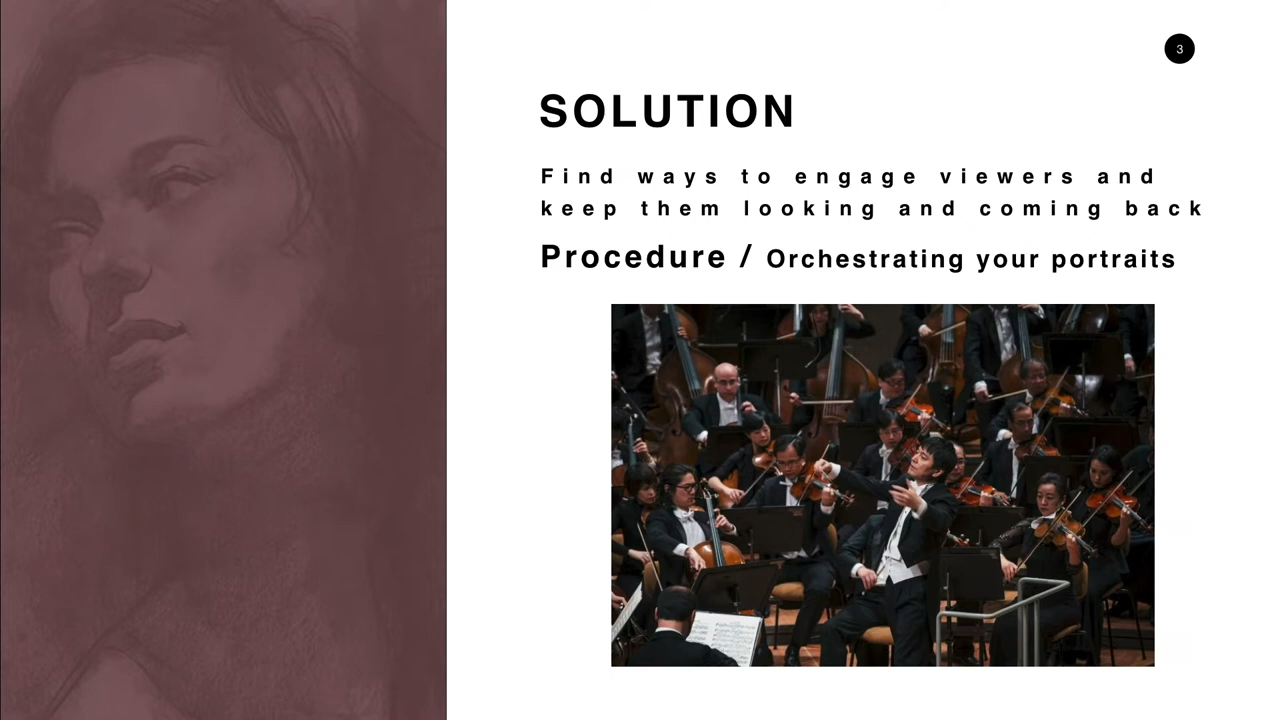 3
SOLUTION
Find ways to engage viewers and
keep them looking and coming back
Procedure / Orchestrating your portraits